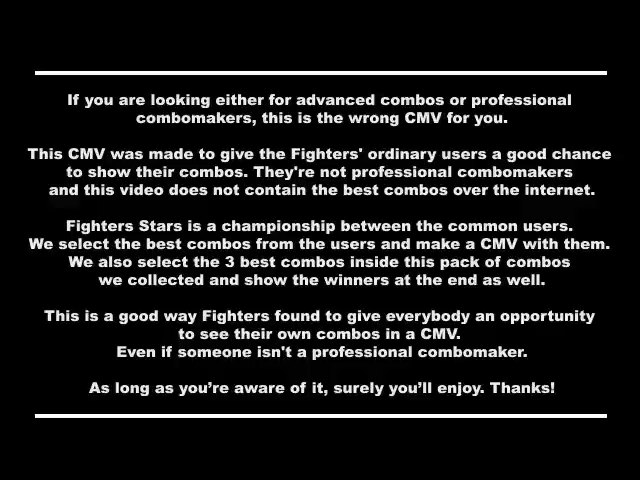 If you are looking either for advanced combos or professional
combomakers, this is the wrong CMV for you.
This CMV was made to give the Fighters' ordinary users a good chance
to show their combos. They're not professional combomakers
and this video does not contain the best combos over the internet.
Fighters Stars is a championship between the common users.
We select the best combos from the users and make a CMV with them.
We also select the 3 best combos inside this pack of combos
we collected and show the winners at the end as well.
This is a good way Fighters found to give everybody an opportunity
to see their own combos in a CMV.
Even if someone isn't a professional combomaker.
As long as you’re aware of it, surely you’ll enjoy. Thanks!